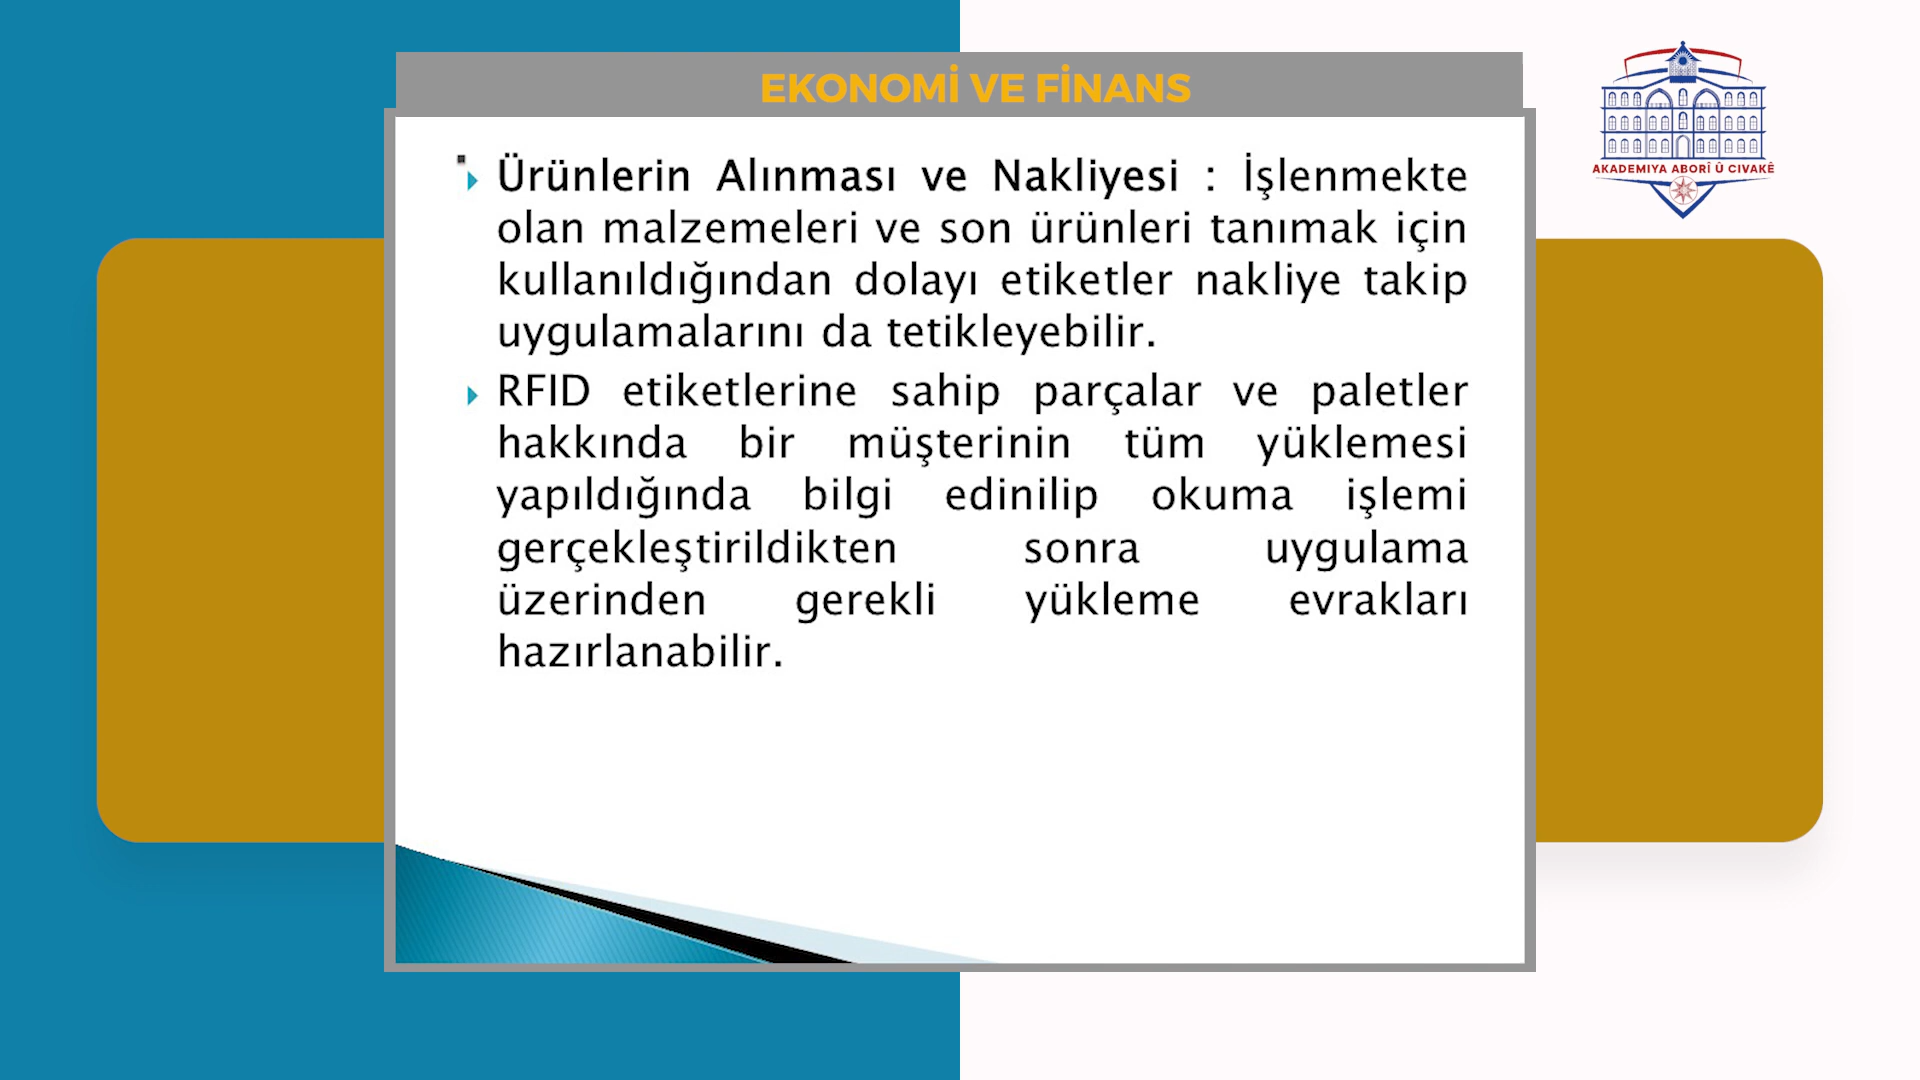 EKONOMİ VE FİNANS
AKADEMIYA ABORÎ Û CIVAKÊ
Ürünlerin Alınması ve Nakliyesi : İşlenmekte
olan malzemeleri ve son ürünleri tanımak için
kullanıldığından dolayı etiketler nakliye takip
uygulamalarını da tetikleyebilir.
RFID etiketlerine sahip parçalar ve paletler
hakkında bir müşterinin tüm yüklemesi
yapıldığında bilgi edinilip okuma işlemi
gerçekleştirildikten sonra uygulama
üzerinden gerekli yükleme evrakları
hazırlanabilir.